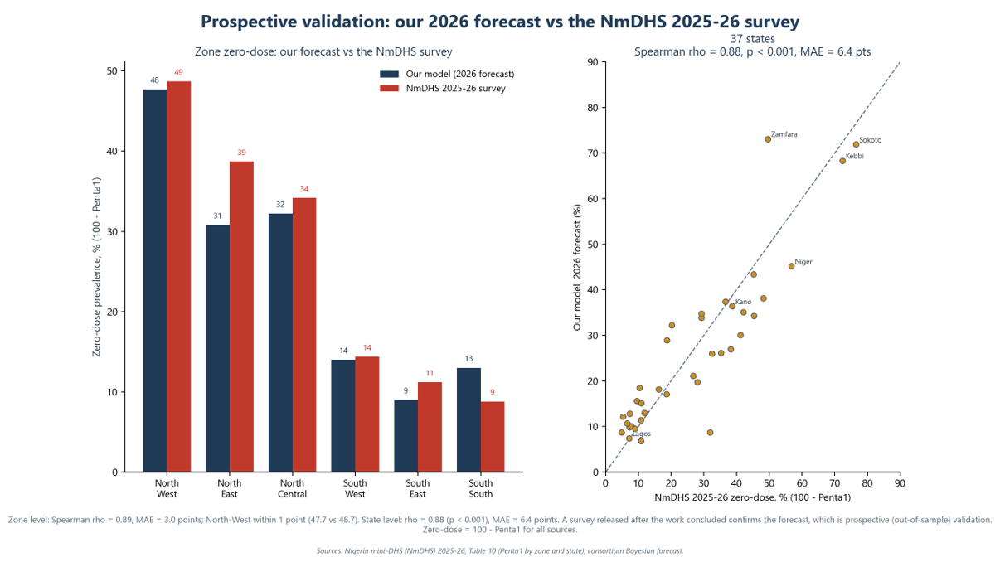 Prospective validation: our 2026 forecast vs the NmDHS 2025-26 survey
Zone zero-dose: our forecast vs the NmDHS survey
Our model (2026 forecast)
NmDHS 2025-26 survey
Zero-dose prevalence, % (100 - Penta1)
50
40
30
20
10
0
48
49
31
39
32
34
14
14
9
11
13
9
North
West
North
East
North
Central
South
West
South
East
South
South
37 states
Spearman rho = 0.88, p < 0.001, MAE = 6.4 pts
Our model, 2026 forecast (%)
90
80
70
60
50
40
30
20
10
0
Zamfara
Sokoto
Kebbi
Niger
Kano
Lagos
0
10
20
30
40
50
60
70
80
90
NmDHS 2025-26 zero-dose, % (100 - Penta1)
Zone level: Spearman rho = 0.89, MAE = 3.0 points; North-West within 1 point (47.7 vs 48.7). State level: rho = 0.88 (p < 0.001), MAE = 6.4 points. A survey released after the work concluded confirms the forecast, which is prospective (out-of-sample) validation.
Zero-dose = 100 - Penta1 for all sources.
Sources: Nigeria mini-DHS (NmDHS) 2025-26, Table 10 (Penta1 by zone and state); consortium Bayesian forecast.